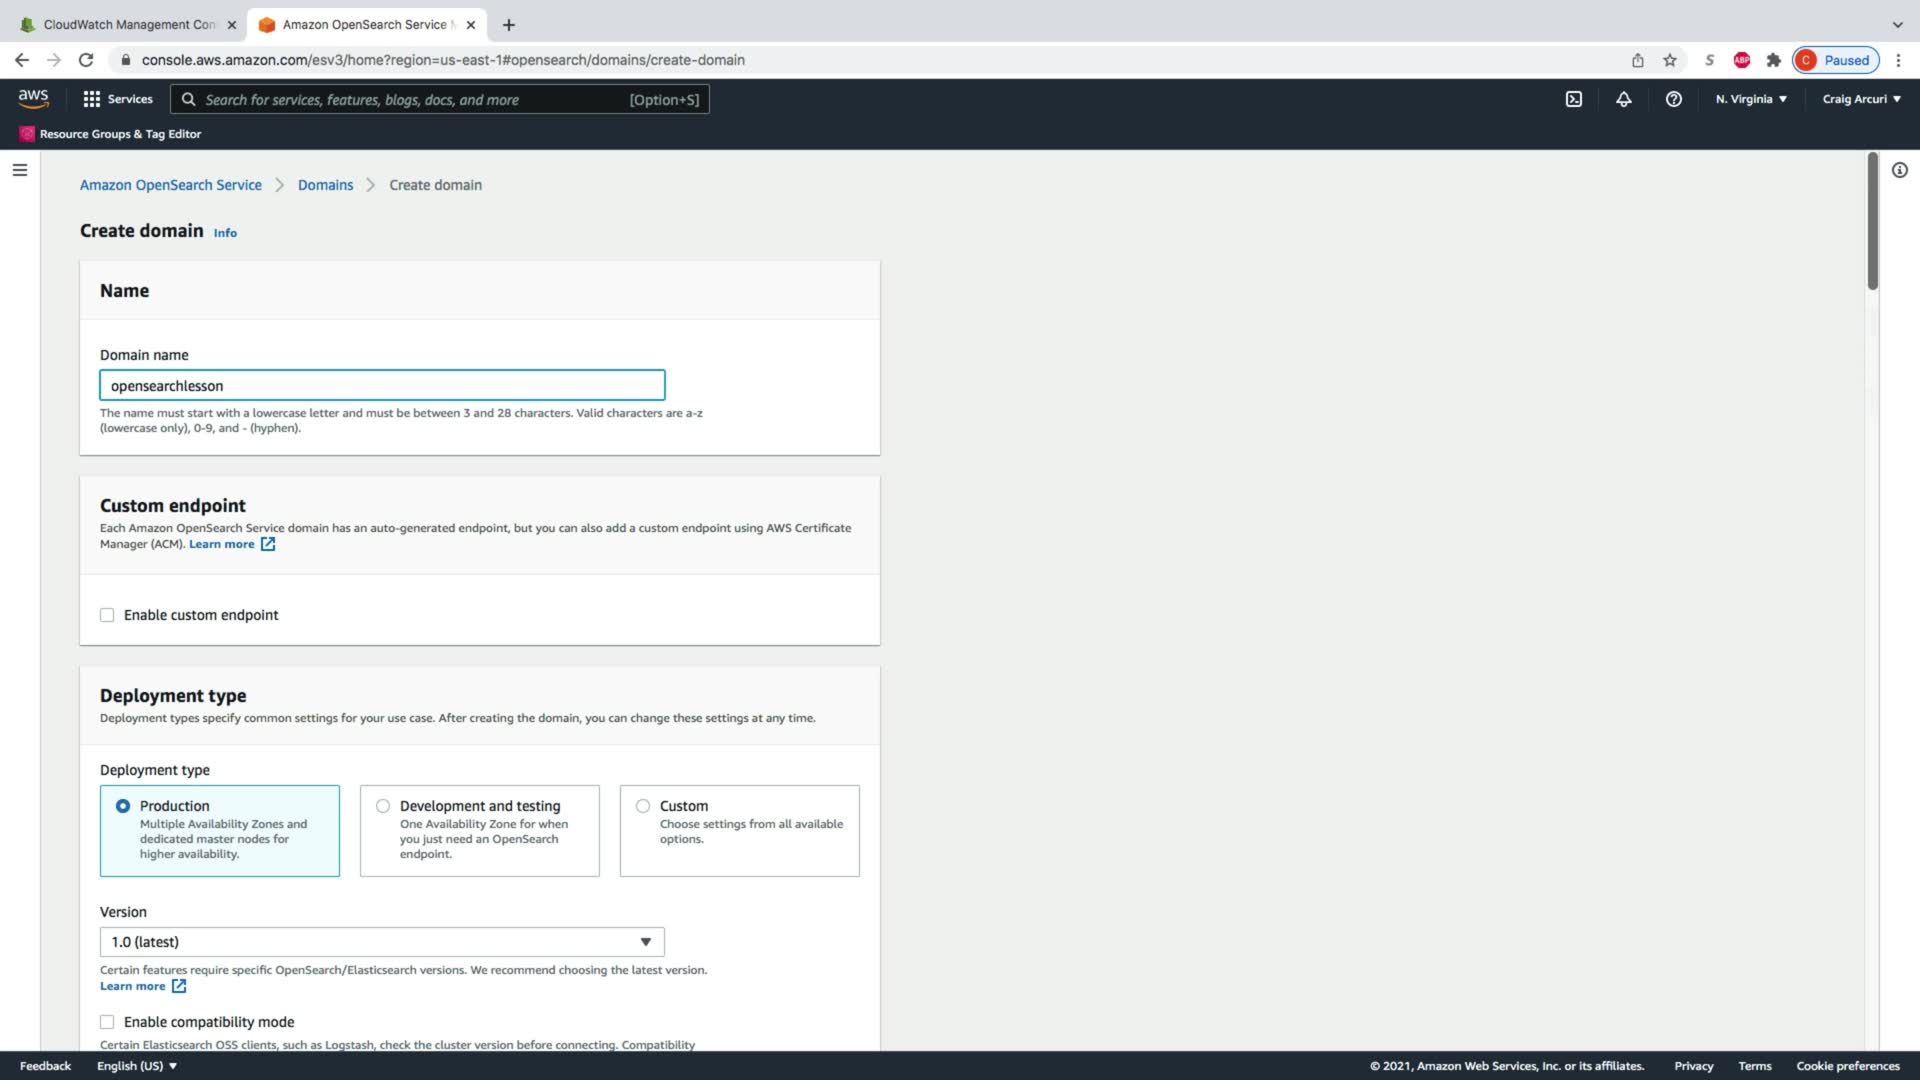 CloudWatch Management Con
Amazon OpenSearch Service M
console.aws.amazon.com/esv3/home?region=us-east-1#opensearch/domains/create-domain
S
ABP
C Paused
aws
Services
Search for services, features, blogs, docs, and more [Option+S]
N. Virginia
Craig Arcuri
Resource Groups & Tag Editor
Amazon OpenSearch Service
Domains
Create domain
Create domain Info
Name
Domain name
opensearchlesson
The name must start with a lowercase letter and must be between 3 and 28 characters. Valid characters are a-z
(lowercase only), 0-9, and - (hyphen).
Custom endpoint
Each Amazon OpenSearch Service domain has an auto-generated endpoint, but you can also add a custom endpoint using AWS Certificate
Manager (ACM). Learn more
Enable custom endpoint
Deployment type
Deployment types specify common settings for your use case. After creating the domain, you can change these settings at any time.
Deployment type
Production
Multiple Availability Zones and
dedicated master nodes for
higher availability.
Development and testing
One Availability Zone for when
you just need an OpenSearch
endpoint.
Custom
Choose settings from all available
options.
Version
1.0 (latest)
Certain features require specific OpenSearch/Elasticsearch versions. We recommend choosing the latest version.
Learn more
Enable compatibility mode
Certain Elasticsearch OSS clients, such as Logstash, check the cluster version before connecting. Compatibility
Feedback
English (US)
© 2021, Amazon Web Services, Inc. or its affiliates.
Privacy
Terms
Cookie preferences